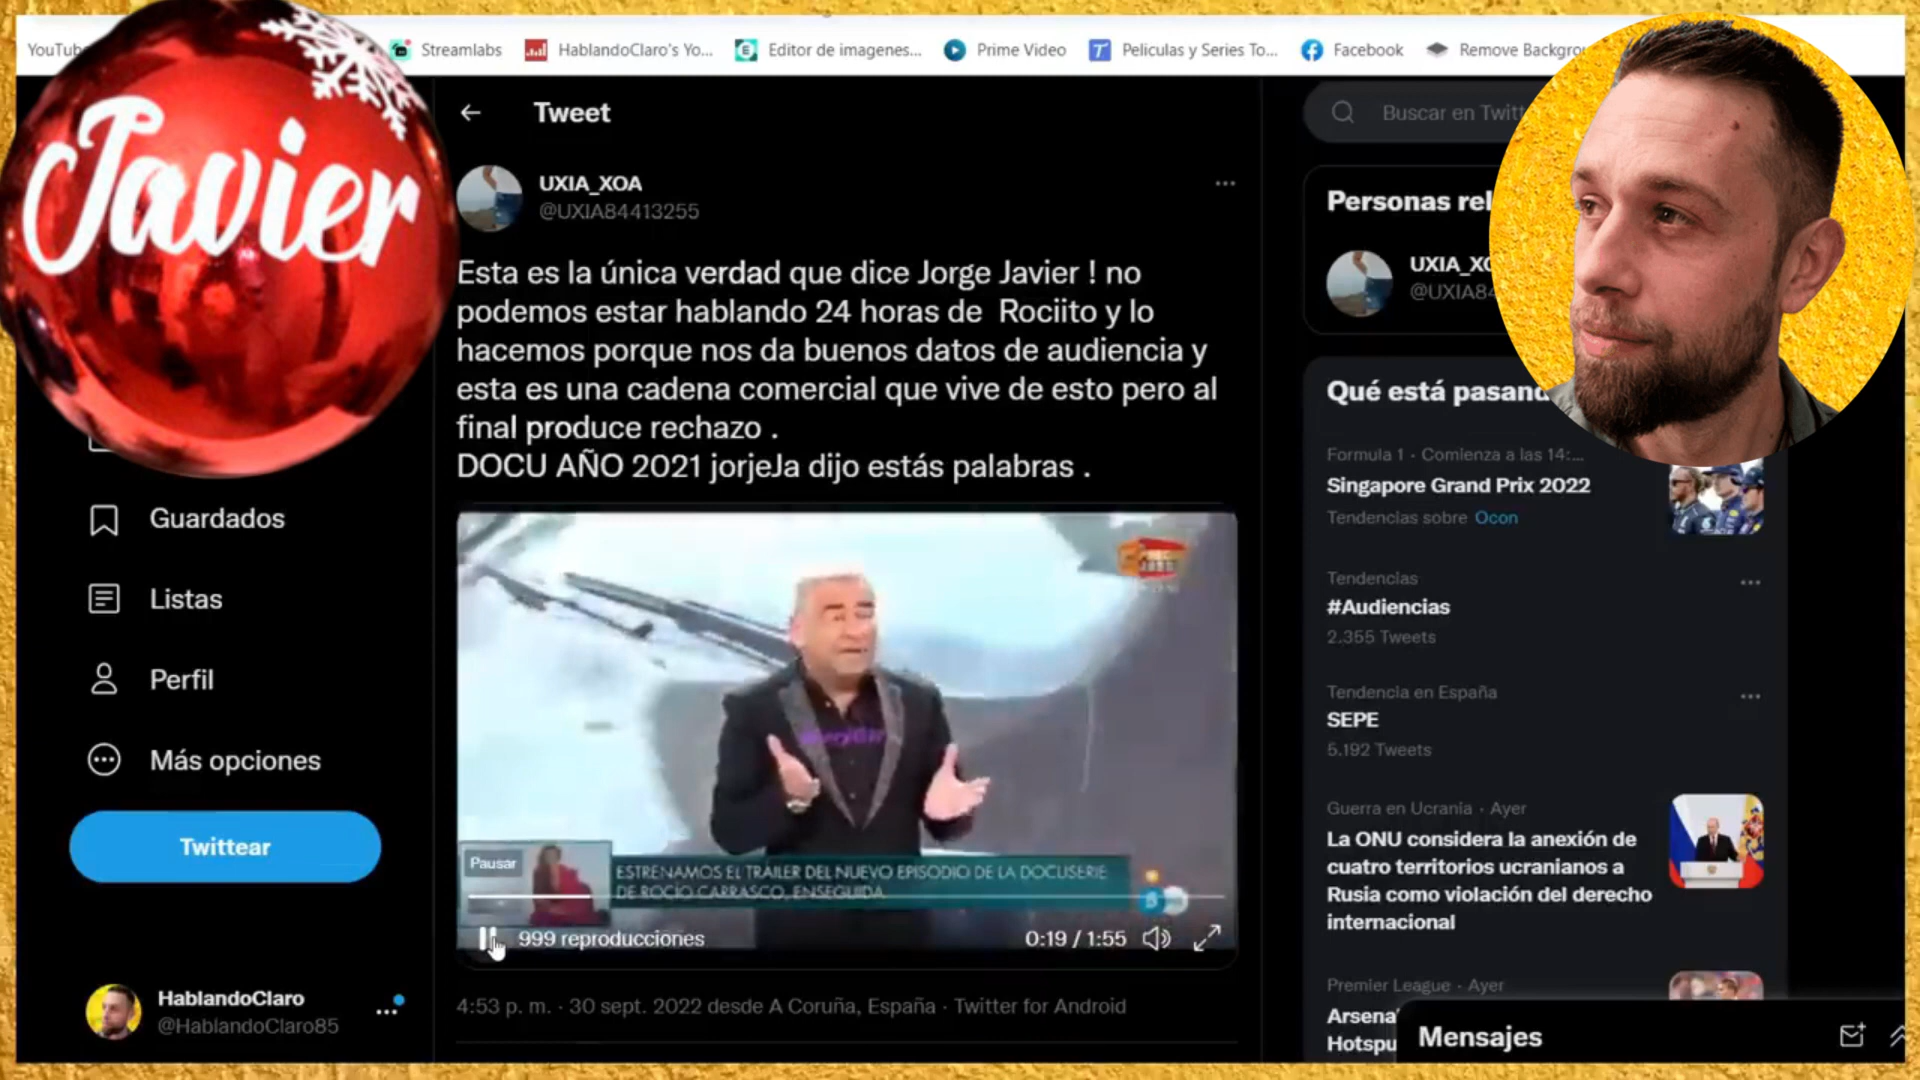 YouTube
Streamlabs
HablandoClaro's Yo...
Editor de imagenes...
Prime Video
Peliculas y Series To...
Facebook
Remove Backgrou
Javier
Tweet
Buscar en Twitt
UXIA_XOA
@UXIA84413255
Esta es la única verdad que dice Jorge Javier ! no
podemos estar hablando 24 horas de Rociito y lo
hacemos porque nos da buenos datos de audiencia y
esta es una cadena comercial que vive de esto pero al
final produce rechazo .
DOCU AÑO 2021 jorjeJa dijo estás palabras .
Guardados
Listas
Perfil
Más opciones
Twittear
HablandoClaro
@HablandoClaro85
Pausar
ESTRENAMOS EL TRÁILER DEL NUEVO EPISODIO DE LA DOCUSERIE
DE ROCÍO CARRASCO, ENSEGUIDA
999 reproducciones
0:19 / 1:55
4:53 p. m. · 30 sept. 2022 desde A Coruña, España · Twitter for Android
Personas rel
UXIA_XO
@UXIA84
Qué está pasand
Formula 1 · Comienza a las 14:...
Singapore Grand Prix 2022
Tendencias sobre Ocon
Tendencias
#Audiencias
2.355 Tweets
Tendencia en España
SEPE
5.192 Tweets
Guerra en Ucrania · Ayer
La ONU considera la anexión de
cuatro territorios ucranianos a
Rusia como violación del derecho
internacional
Premier League · Ayer
Arsena
Hotspu
Mensajes